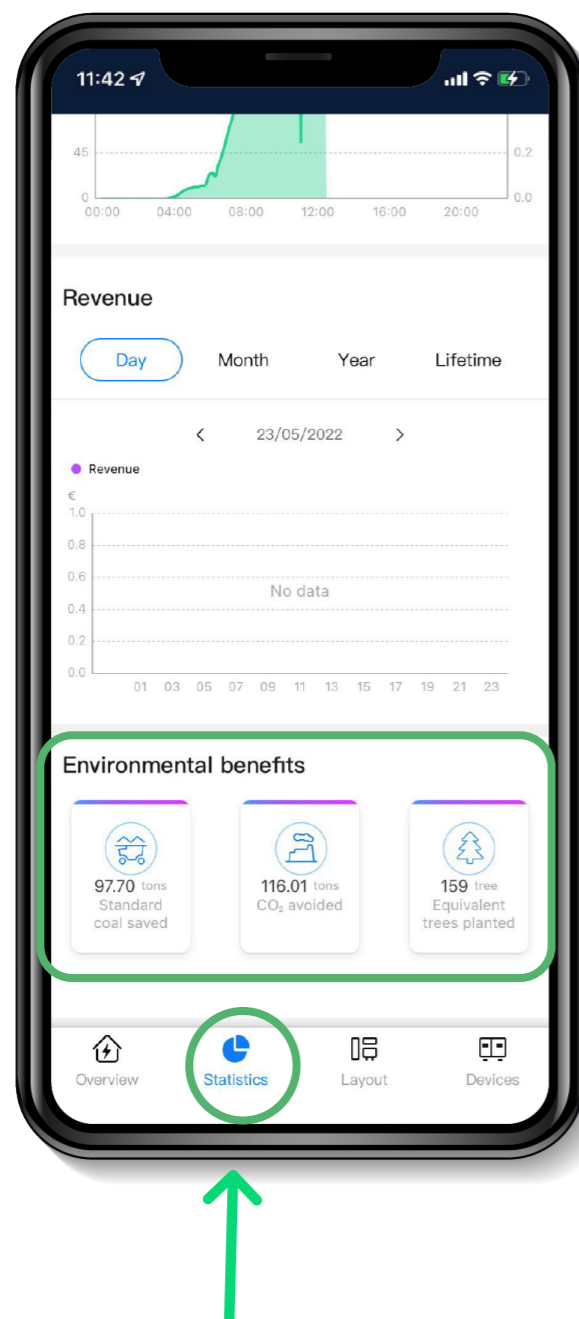 11:42
45 0.2
0 0.0
00:00 04:00 08:00 12:00 16:00 20:00
Revenue
Day Month Year Lifetime
23/05/2022
Revenue
€
1.0
0.8
0.6
No data
0.4
0.2
0.0
01 03 05 07 09 11 13 15 17 19 21 23
Environmental benefits
97.70 tons
Standard
coal saved
116.01 tons
CO₂ avoided
159 tree
Equivalent
trees planted
Overview Statistics Layout Devices